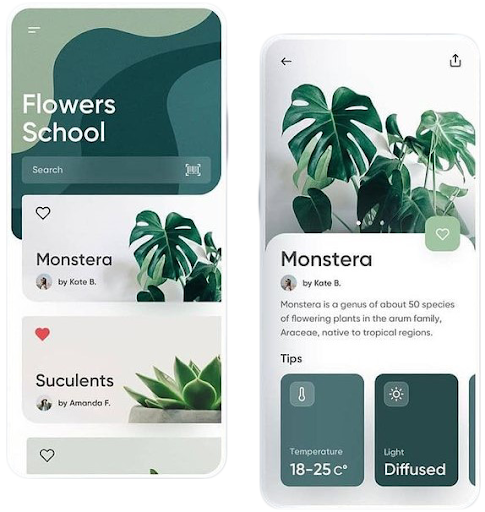 Flowers
School
Search
Monstera
by Kate B.
Suculents
by Amanda F.
Monstera
by Kate B.
Monstera is a genus of about 50 species
of flowering plants in the arum family,
Araceae, native to tropical regions.
Tips
Temperature
18-25 C°
Light
Diffused